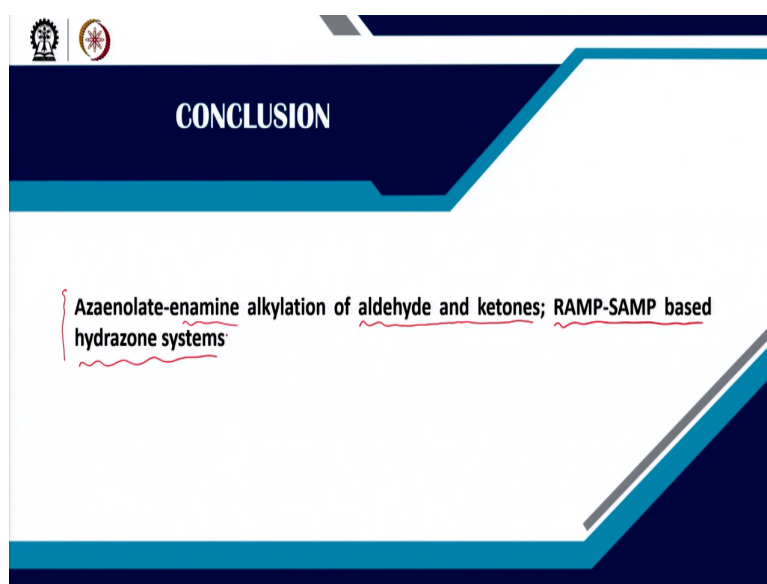 CONCLUSION
Azaenolate-enamine alkylation of aldehyde and ketones; RAMP-SAMP based
hydrazone systems